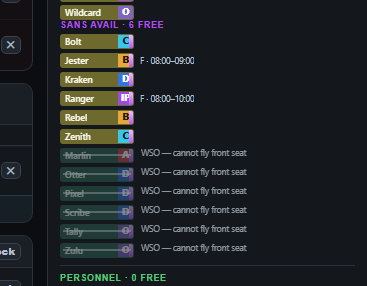 Wildcard O
SANS AVAIL · 6 FREE
Bolt C
Jester B F · 08:00–09:00
Kraken D
Ranger IP F · 08:00–10:00
Rebel B
Zenith C
Marlin A WSO — cannot fly front seat
Otter D WSO — cannot fly front seat
Pixel D WSO — cannot fly front seat
Scribe D WSO — cannot fly front seat
Tally O WSO — cannot fly front seat
Zulu O WSO — cannot fly front seat
PERSONNEL · 0 FREE